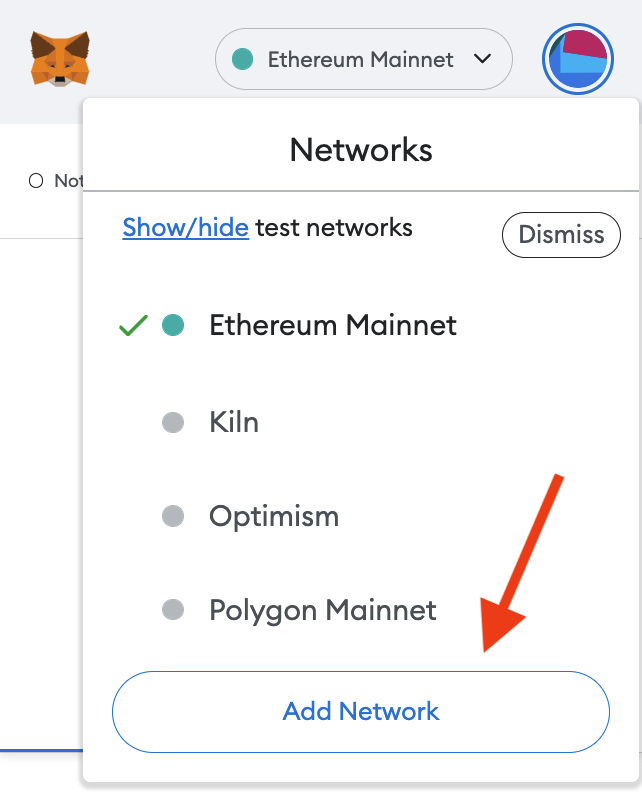 Ethereum Mainnet
Networks
Not
Show/hide test networks
Dismiss
Ethereum Mainnet
Kiln
Optimism
Polygon Mainnet
Add Network